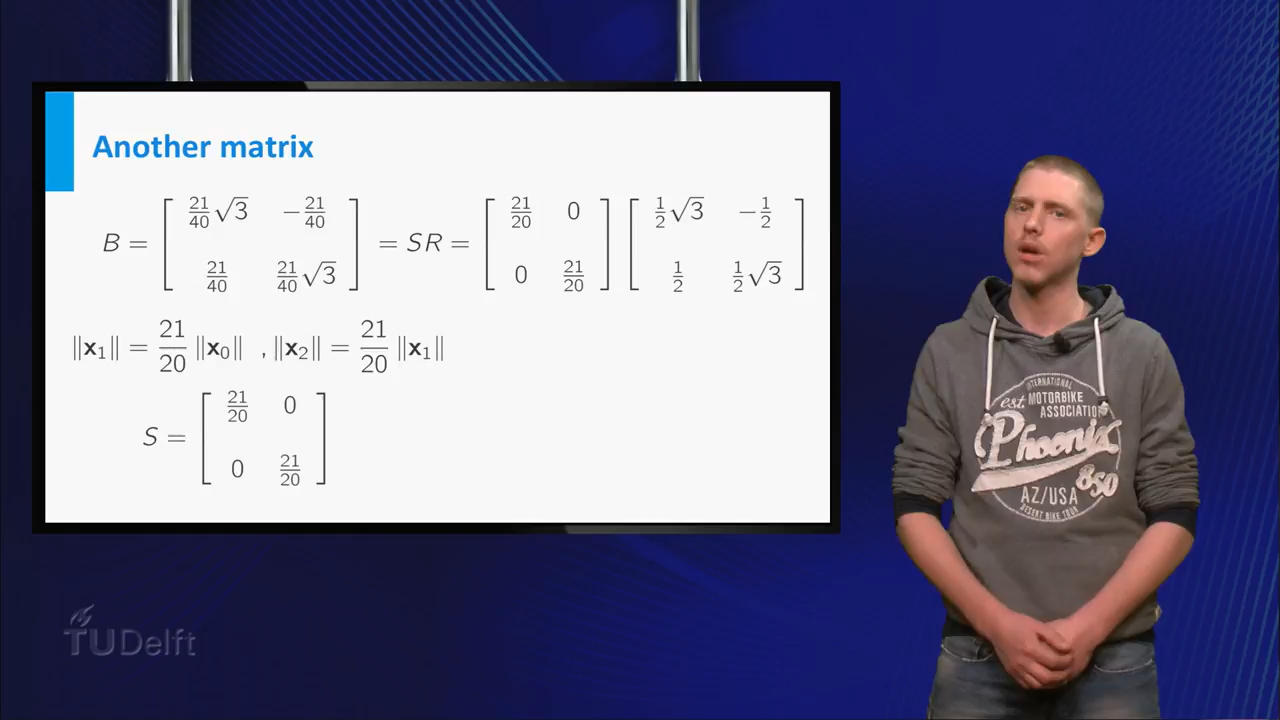 Another matrix
B = [ 21/40 √3  −21/40 ; 21/40  21/40 √3 ] = SR = [ 21/20  0 ; 0  21/20 ] [ 1/2 √3  −1/2 ; 1/2  1/2 √3 ]
‖x₁‖ = 21/20 ‖x₀‖ , ‖x₂‖ = 21/20 ‖x₁‖
S = [ 21/20  0 ; 0  21/20 ]
INTERNATIONAL
est. MOTORBIKE
ASSOCIATION
Phoenix
850
AZ/USA
DESERT BIKE TOUR
TUDelft